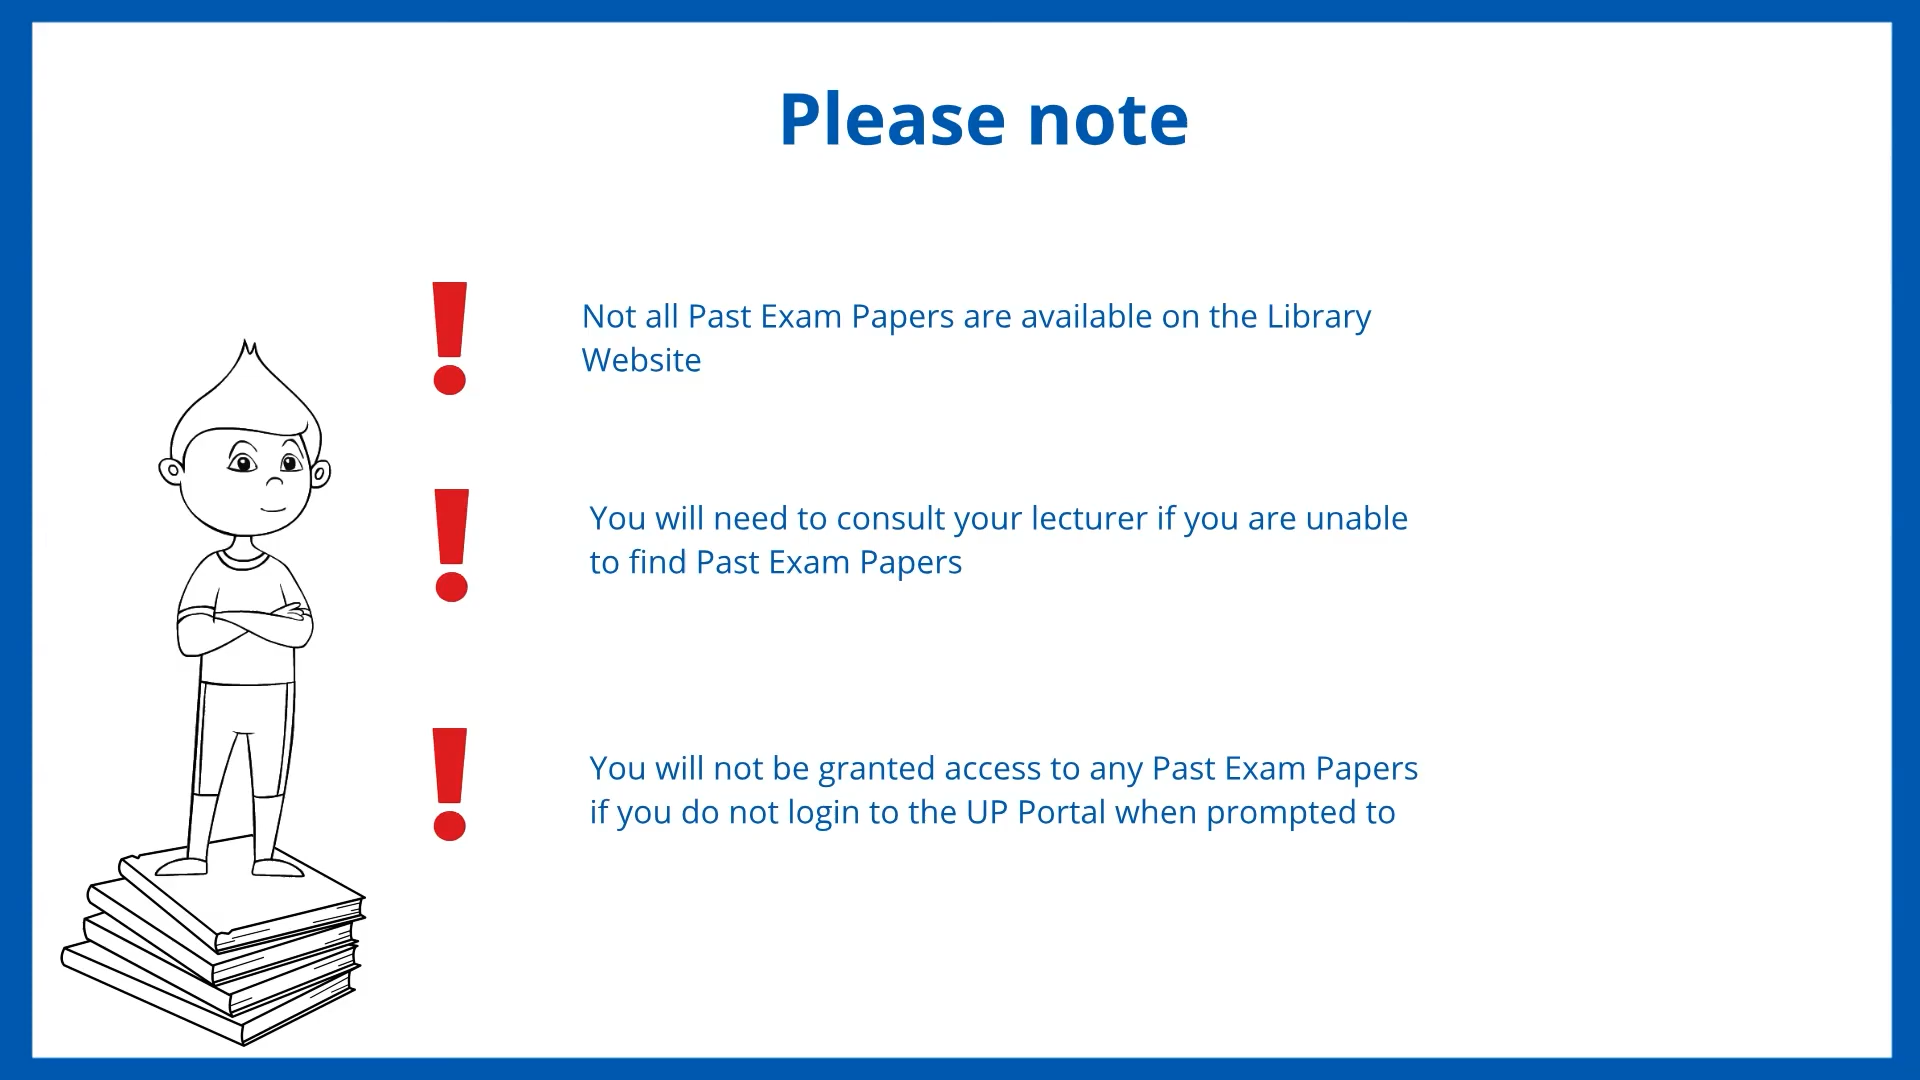 Please note
Not all Past Exam Papers are available on the Library
Website
You will need to consult your lecturer if you are unable
to find Past Exam Papers
You will not be granted access to any Past Exam Papers
if you do not login to the UP Portal when prompted to